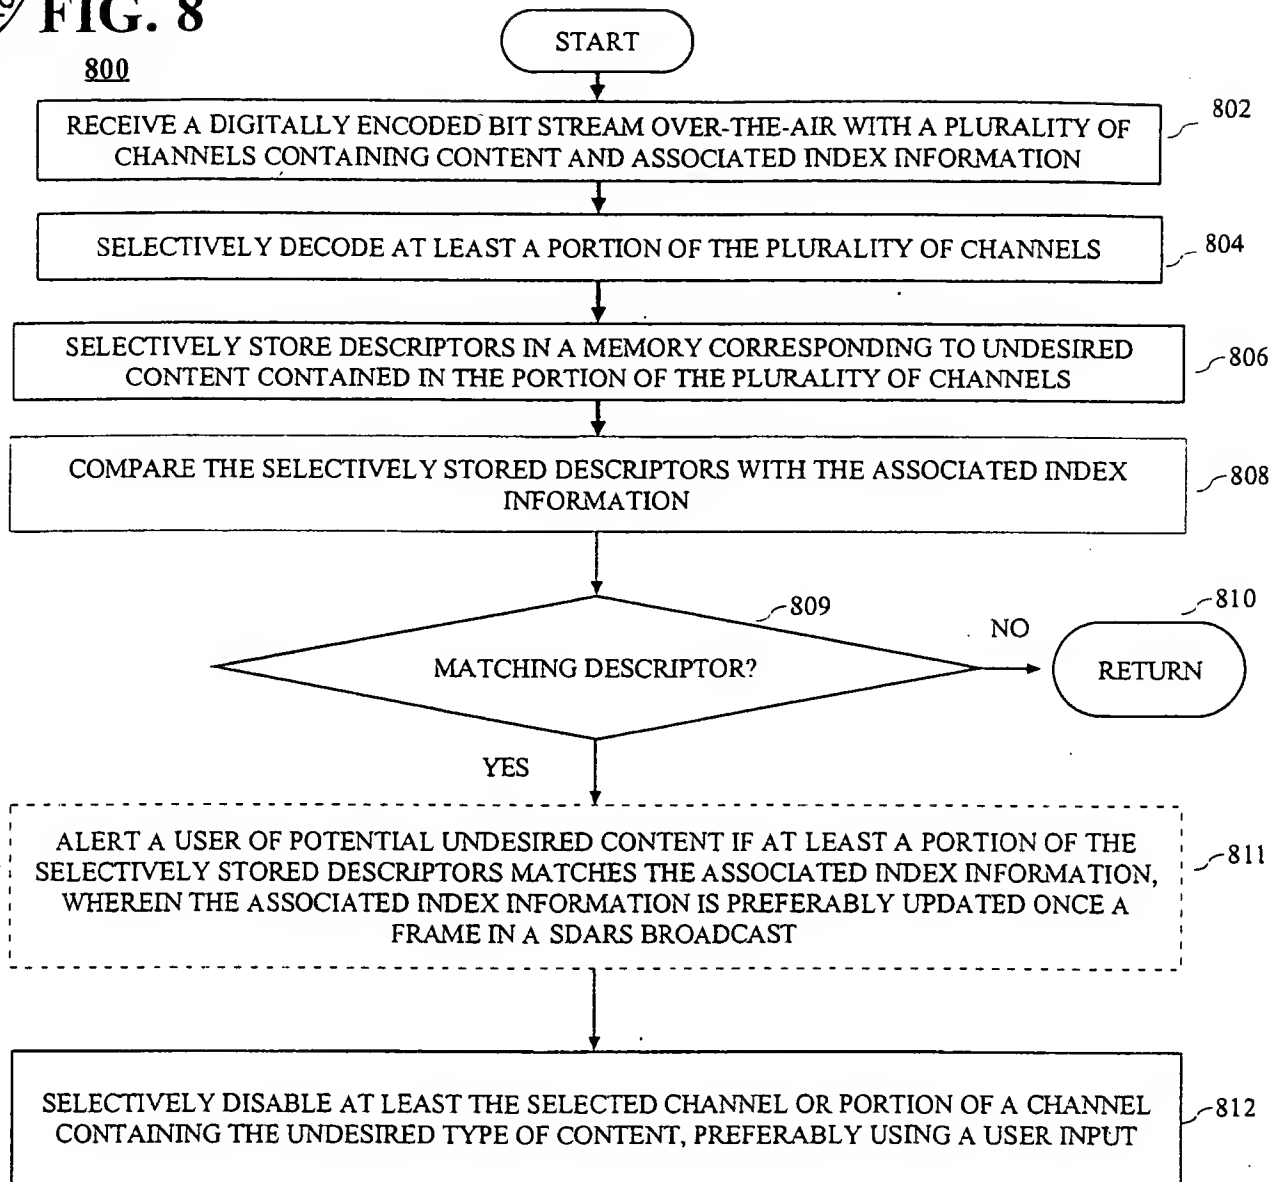 FIG. 8
800
START
RECEIVE A DIGITALLY ENCODED BIT STREAM OVER-THE-AIR WITH A PLURALITY OF
CHANNELS CONTAINING CONTENT AND ASSOCIATED INDEX INFORMATION
802
SELECTIVELY DECODE AT LEAST A PORTION OF THE PLURALITY OF CHANNELS
804
SELECTIVELY STORE DESCRIPTORS IN A MEMORY CORRESPONDING TO UNDESIRED
CONTENT CONTAINED IN THE PORTION OF THE PLURALITY OF CHANNELS
806
COMPARE THE SELECTIVELY STORED DESCRIPTORS WITH THE ASSOCIATED INDEX
INFORMATION
808
MATCHING DESCRIPTOR?
809
NO
810
RETURN
YES
ALERT A USER OF POTENTIAL UNDESIRED CONTENT IF AT LEAST A PORTION OF THE
SELECTIVELY STORED DESCRIPTORS MATCHES THE ASSOCIATED INDEX INFORMATION,
WHEREIN THE ASSOCIATED INDEX INFORMATION IS PREFERABLY UPDATED ONCE A
FRAME IN A SDARS BROADCAST
811
SELECTIVELY DISABLE AT LEAST THE SELECTED CHANNEL OR PORTION OF A CHANNEL
CONTAINING THE UNDESIRED TYPE OF CONTENT, PREFERABLY USING A USER INPUT
812